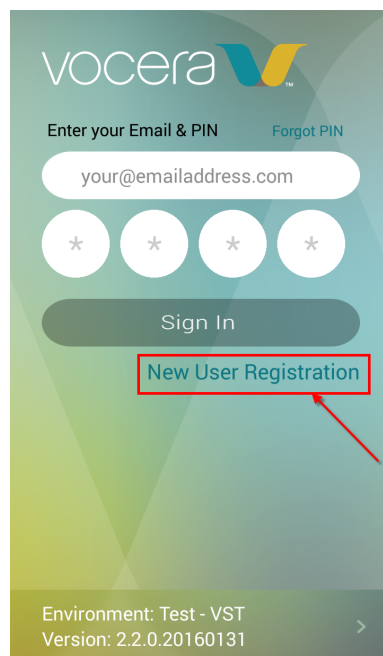 vocera
TM
Enter your Email & PIN Forgot PIN
your@emailaddress.com
* * * *
Sign In
New User Registration
Environment: Test - VST
Version: 2.2.0.20160131